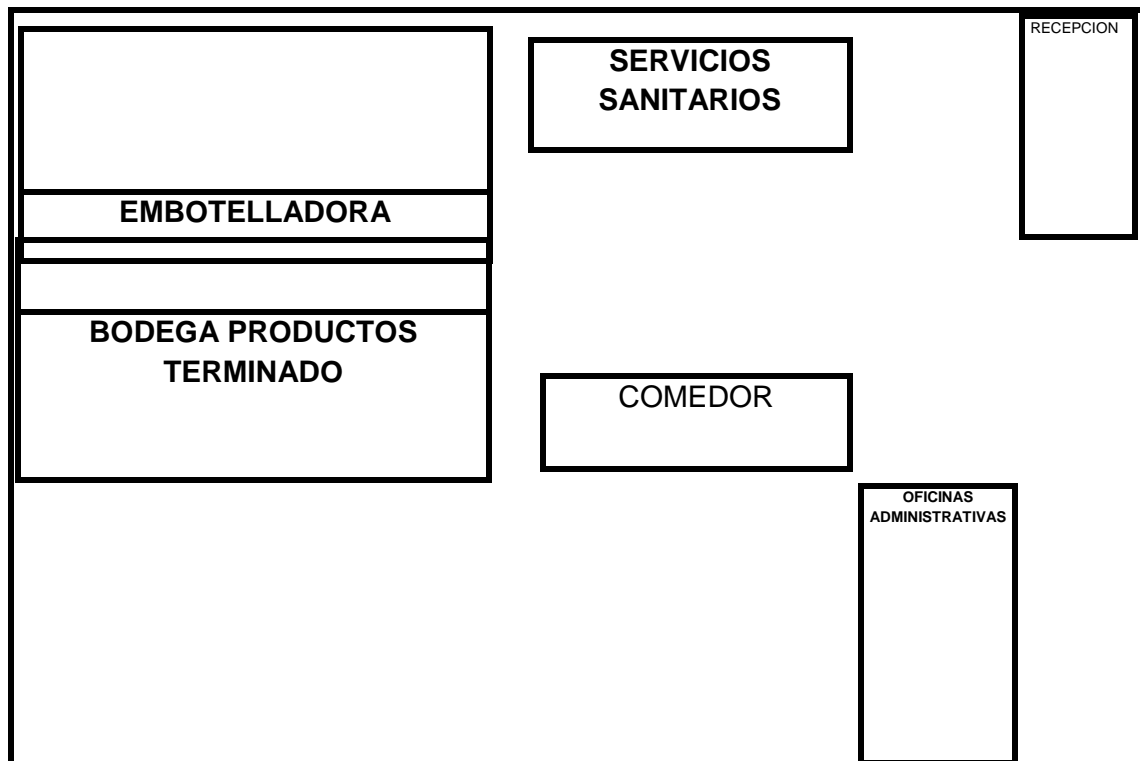 RECEPCION
SERVICIOS
SANITARIOS
EMBOTELLADORA
BODEGA PRODUCTOS
TERMINADO
COMEDOR
OFICINAS
ADMINISTRATIVAS